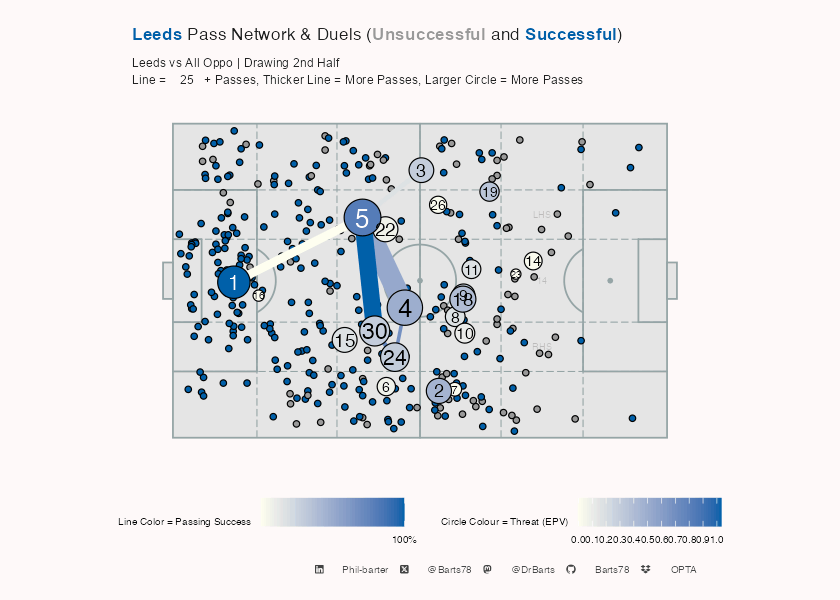 Leeds Pass Network & Duels (Unsuccessful and Successful)
Leeds vs All Oppo | Drawing 2nd Half
Line = 25 + Passes, Thicker Line = More Passes, Larger Circle = More Passes
3
19
26
LHS
5
22
14
11
1
16
18
4
8
30
10
15
RHS
24
6
2
7
Line Color = Passing Success
100%
Circle Colour = Threat (EPV)
0.00.10.20.30.40.50.60.70.80.91.0
Phil-barter @Barts78 @DrBarts Barts78 OPTA